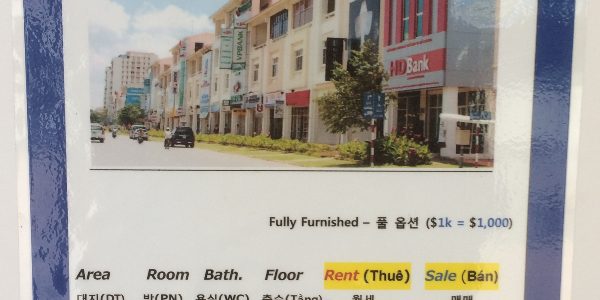 HDBank
VPBANK
Fully Furnished – 풀 옵션 ($1k = $1,000)
Area Room Bath. Floor Rent (Thuê) Sale (Bán)
대지(DT) 방(PN) 욕실(WC) 층수(Tầng) 월세 매매